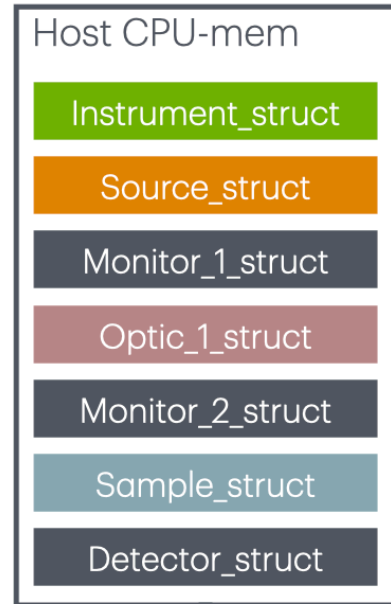 Host CPU-mem
Instrument_struct
Source_struct
Monitor_1_struct
Optic_1_struct
Monitor_2_struct
Sample_struct
Detector_struct